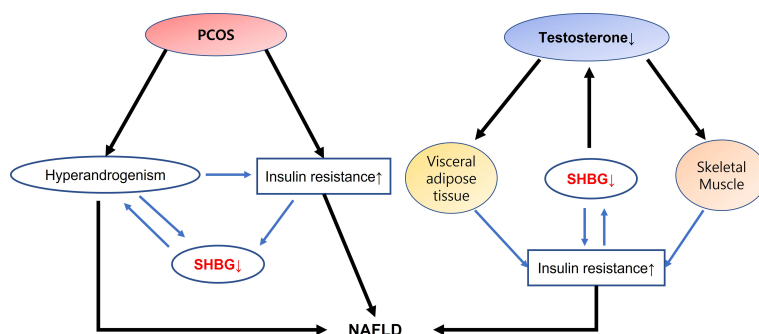 PCOS
Testosterone↓
Hyperandrogenism
Insulin resistance↑
Visceral
adipose
tissue
SHBG↓
Skeletal
Muscle
SHBG↓
Insulin resistance↑
NAFLD